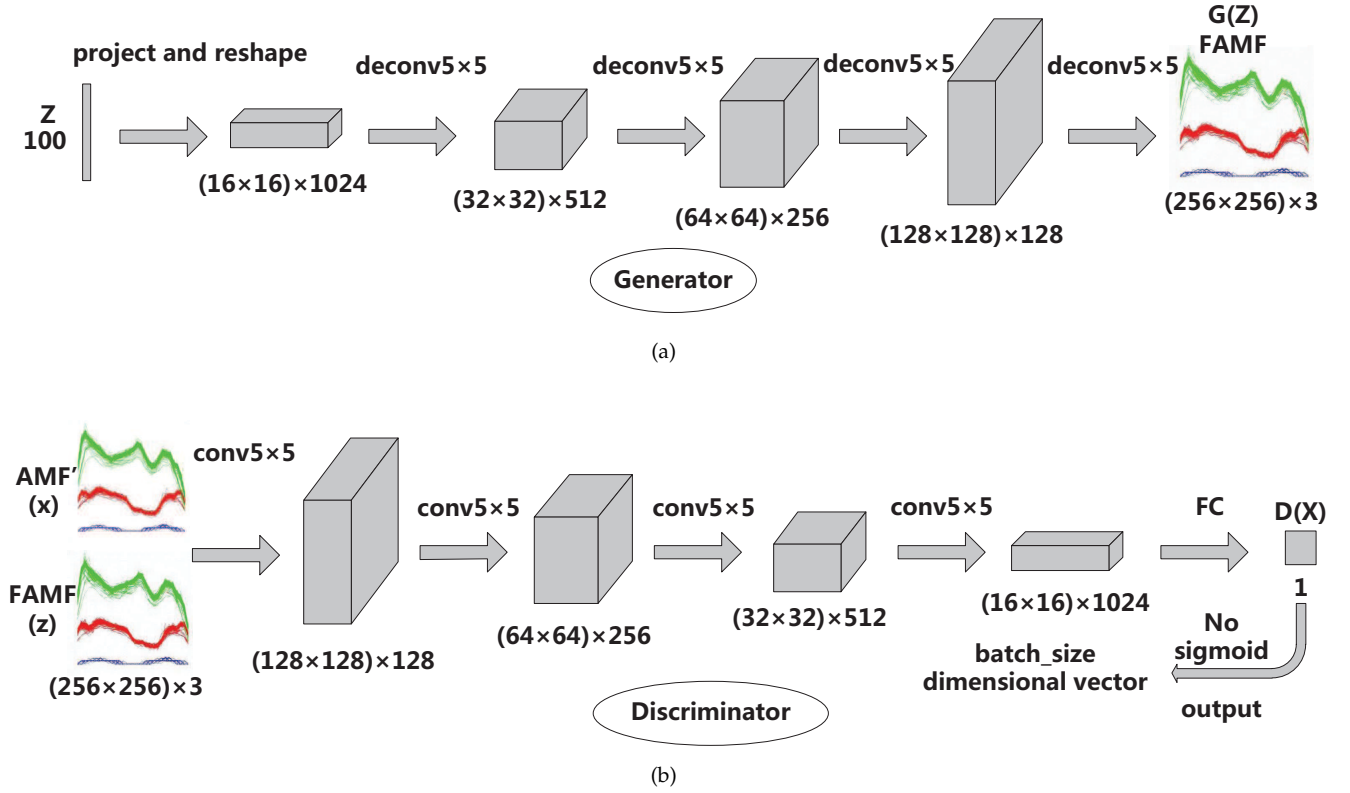 project and reshape
Z
100
(16×16)×1024
deconv5×5
(32×32)×512
deconv5×5
(64×64)×256
deconv5×5
(128×128)×128
deconv5×5
G(Z)
FAMF
(256×256)×3
Generator
(a)
AMF'
(x)
FAMF
(z)
(256×256)×3
conv5×5
(128×128)×128
conv5×5
(64×64)×256
conv5×5
(32×32)×512
conv5×5
(16×16)×1024
FC
D(X)
1
No
sigmoid
output
batch_size
dimensional vector
Discriminator
(b)